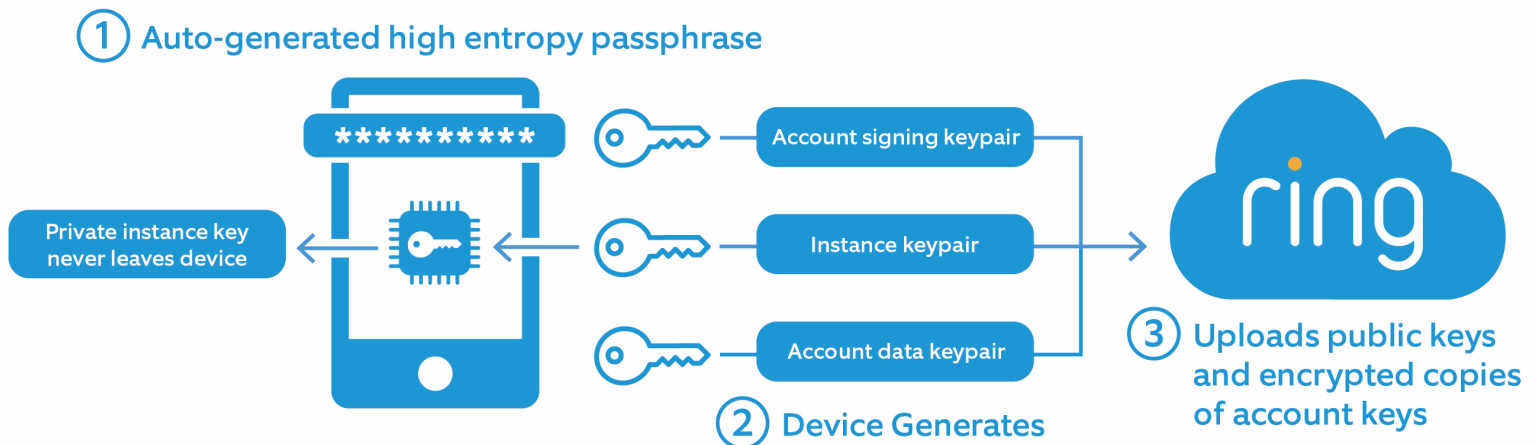 1 Auto-generated high entropy passphrase
**********
Account signing keypair
Private instance key
never leaves device
Instance keypair
Account data keypair
2 Device Generates
ring
3 Uploads public keys
and encrypted copies
of account keys